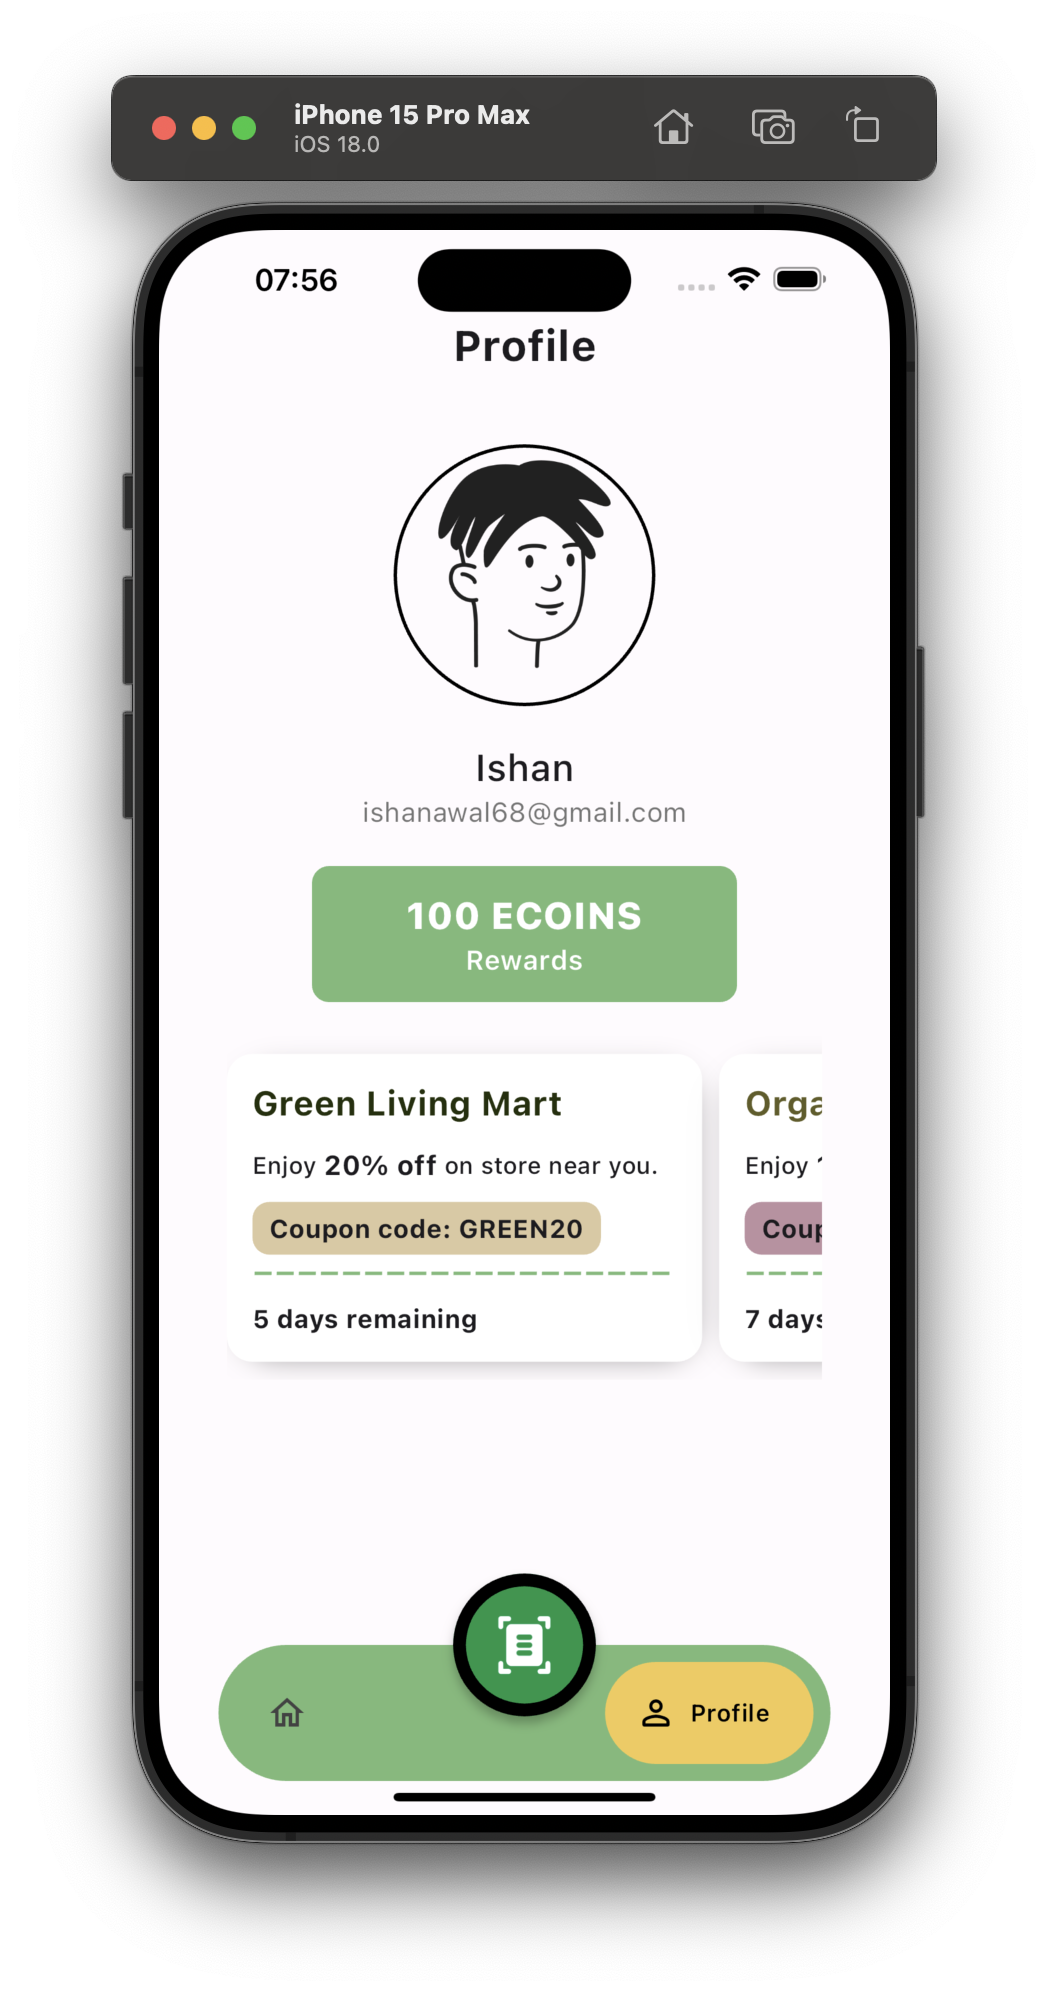 iPhone 15 Pro Max
iOS 18.0
07:56
Profile
Ishan
ishanawal68@gmail.com
100 ECOINS
Rewards
Green Living Mart
Enjoy 20% off on store near you.
Coupon code: GREEN20
5 days remaining
Orga
Enjoy
Coup
7 days
Profile